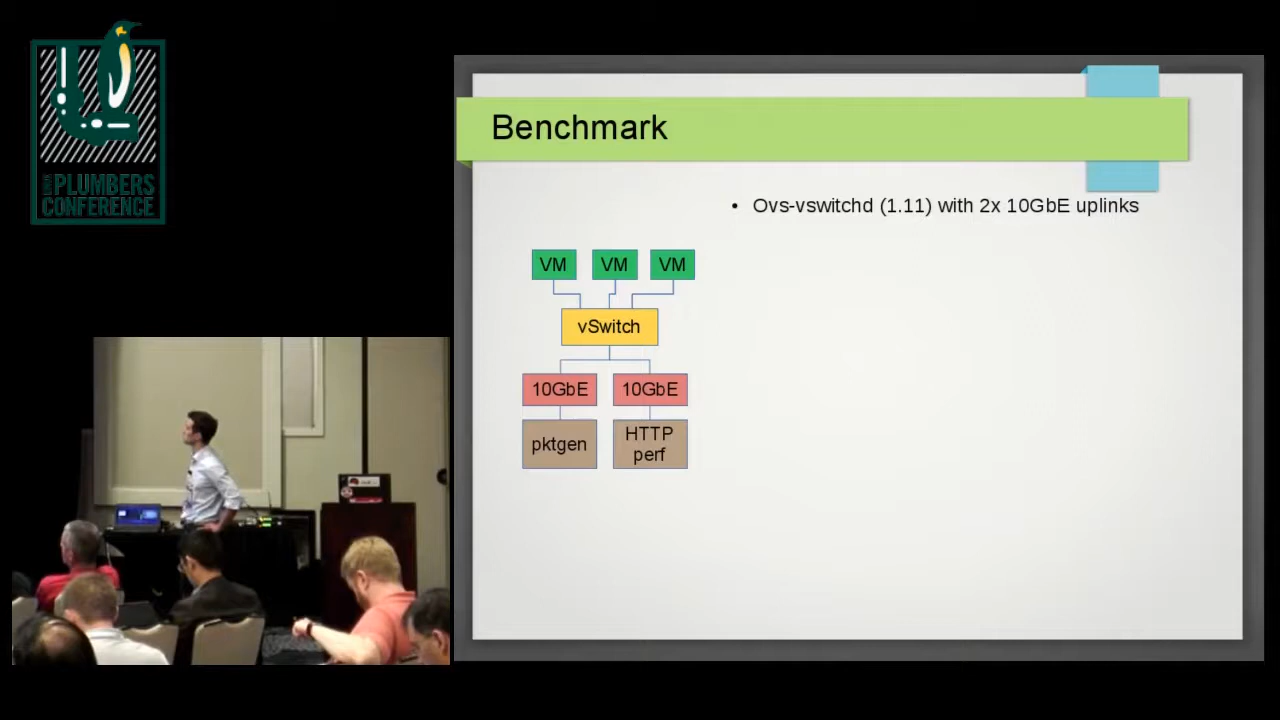 LINUX PLUMBERS
CONFERENCE
Benchmark
• Ovs-vswitchd (1.11) with 2x 10GbE uplinks
VM VM VM
vSwitch
10GbE 10GbE
pktgen HTTP
perf